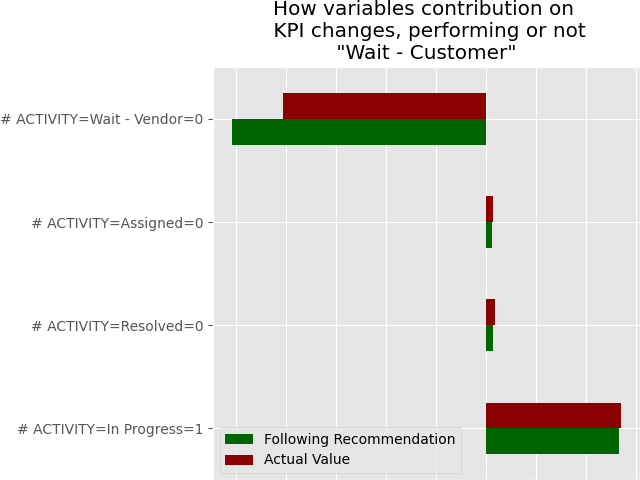 How variables contribution on
KPI changes, performing or not
"Wait - Customer"
# ACTIVITY=Wait - Vendor=0
# ACTIVITY=Assigned=0
# ACTIVITY=Resolved=0
# ACTIVITY=In Progress=1
Following Recommendation
Actual Value